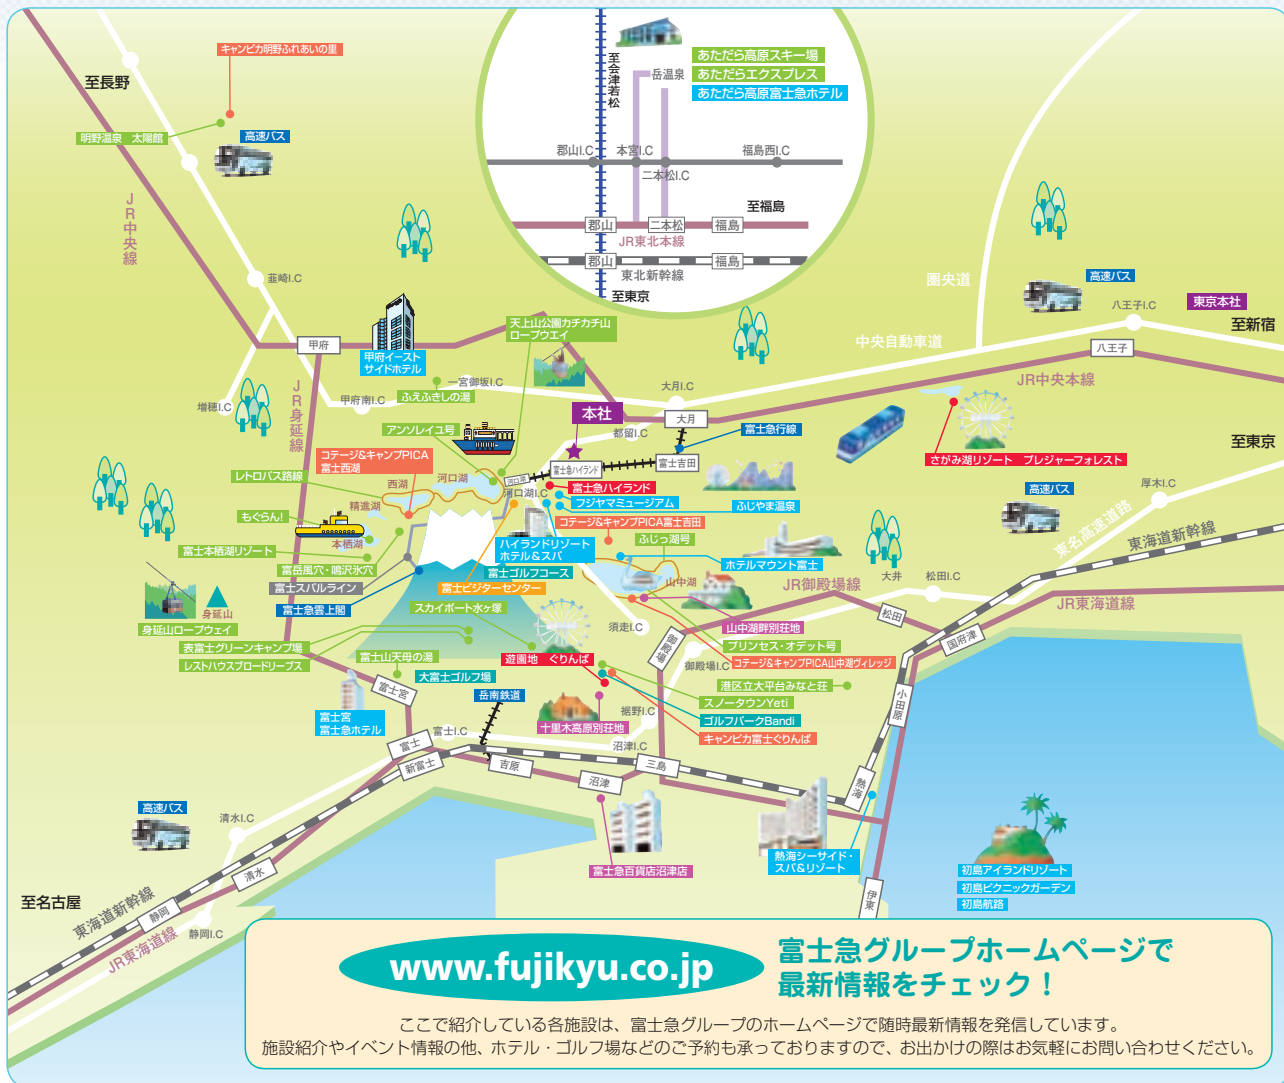 キャンピカ明野ふれあいの里
至長野
明野温泉　太陽館
高速バス
JR中央線
韮崎I.C
至会津若松
岳温泉
あだたら高原スキー場
あだたらエクスプレス
あだたら高原富士急ホテル
郡山I.C
本宮I.C
二本松I.C
福島西I.C
至福島
郡山
二本松
福島
JR東北本線
郡山
福島
東北新幹線
至東京
圏央道
高速バス
八王子I.C
東京本社
至新宿
中央自動車道
八王子
JR中央本線
甲府
甲府イースト
サイドホテル
天上山公園カチカチ山
ロープウエイ
JR身延線
増穂I.C
甲府南I.C
一宮御坂I.C
ふえふきしの湯
大月I.C
本社
大月
都留I.C
富士急行線
アンソレイユ号
コテージ&キャンプPICA
富士西湖
レトロバス路線
西湖
河口湖
精進湖
河口湖
河口湖I.C
富士急ハイランド
富士吉田
富士急ハイランド
フジヤマミュージアム
ふじやま温泉
コテージ&キャンプPICA富士吉田
さがみ湖リゾート　プレジャーフォレスト
至東京
厚木I.C
高速バス
東名高速道路
東海道新幹線
もぐらん！
本栖湖
富士本栖湖リゾート
富岳風穴・鳴沢氷穴
富士スバルライン
富士急雲上閣
ハイランドリゾート
ホテル&スパ
富士ゴルフコース
富士ビジターセンター
ふじっ湖号
ホテルマウント富士
山中湖
大井
松田I.C
JR御殿場線
JR東海道線
松田
国府津
身延山
身延山ロープウェイ
スカイポート水ヶ塚
須走I.C
山中湖畔別荘地
プリンセス・オデット号
コテージ&キャンプPICA山中湖ヴィレッジ
御殿場
御殿場I.C
表富士グリーンキャンプ場
レストハウスブロードリーブス
富士山天母の湯
遊園地　ぐりんぱ
大富士ゴルフ場
港区立大平台みなと荘
スノータウンYeti
ゴルフパークBandi
キャンピカ富士ぐりんぱ
富士宮
富士宮
富士急ホテル
岳南鉄道
十里木高原別荘地
裾野I.C
沼津I.C
小田原
富士
富士I.C
新富士
吉原
沼津
三島
熱海
高速バス
清水I.C
清水
富士急百貨店沼津店
熱海シーサイド・
スパ&リゾート
伊東
初島アイランドリゾート
初島ピクニックガーデン
初島航路
至名古屋
東海道新幹線
静岡
静岡I.C
JR東海道線
www.fujikyu.co.jp
富士急グループホームページで
最新情報をチェック！
ここで紹介している各施設は、富士急グループのホームページで随時最新情報を発信しています。
施設紹介やイベント情報の他、ホテル・ゴルフ場などのご予約も承っておりますので、お出かけの際はお気軽にお問い合わせください。